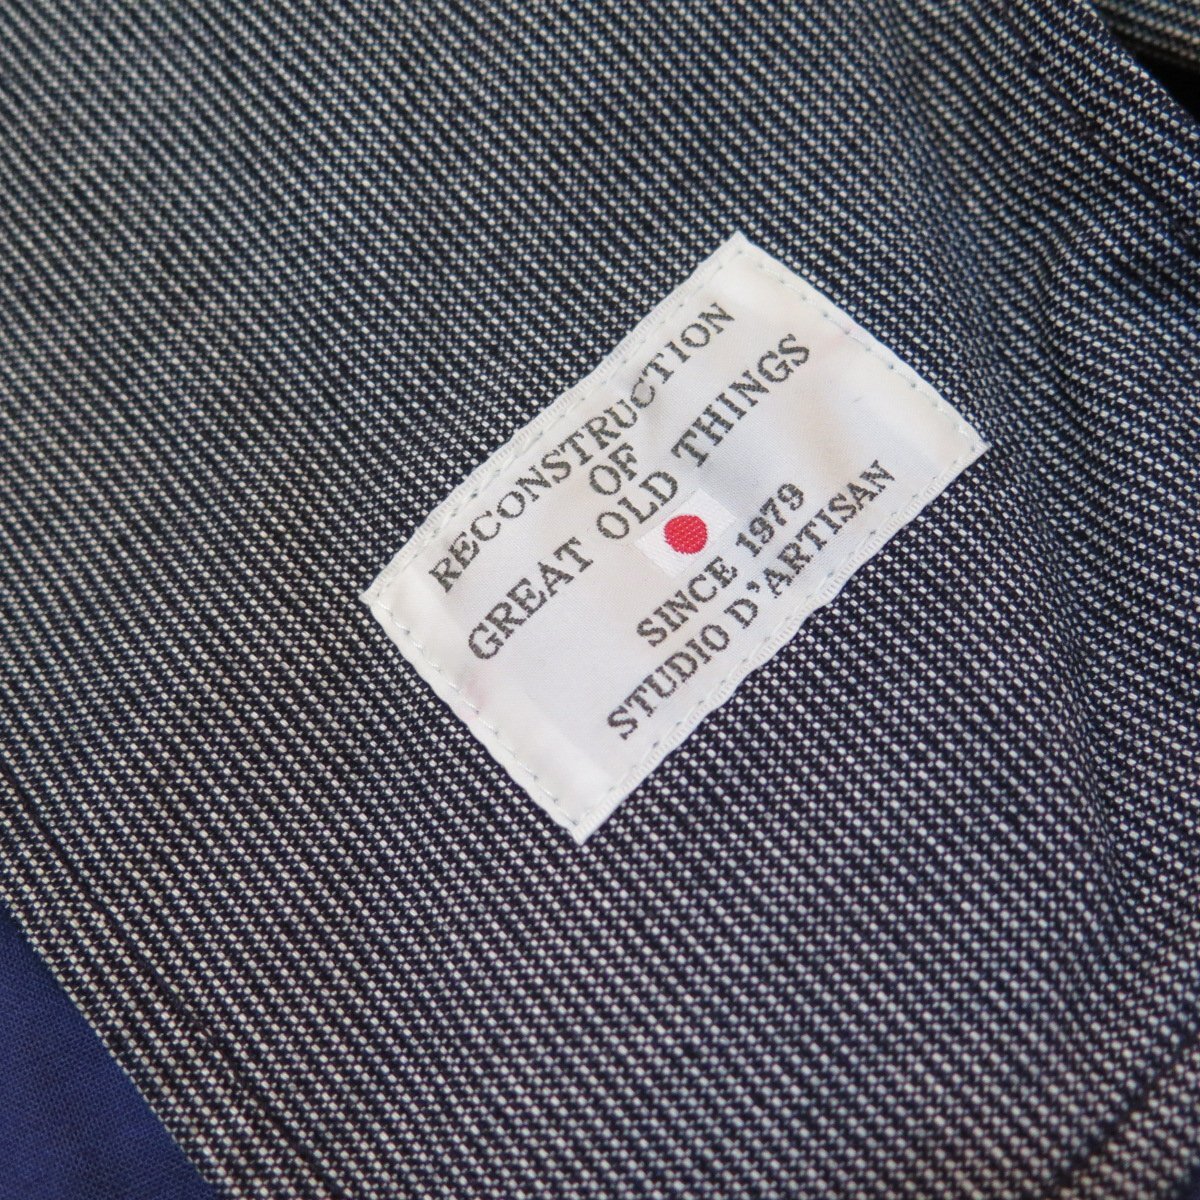 RECONSTRUCTION
OF
GREAT OLD THINGS
SINCE 1979
STUDIO D'ARTISAN